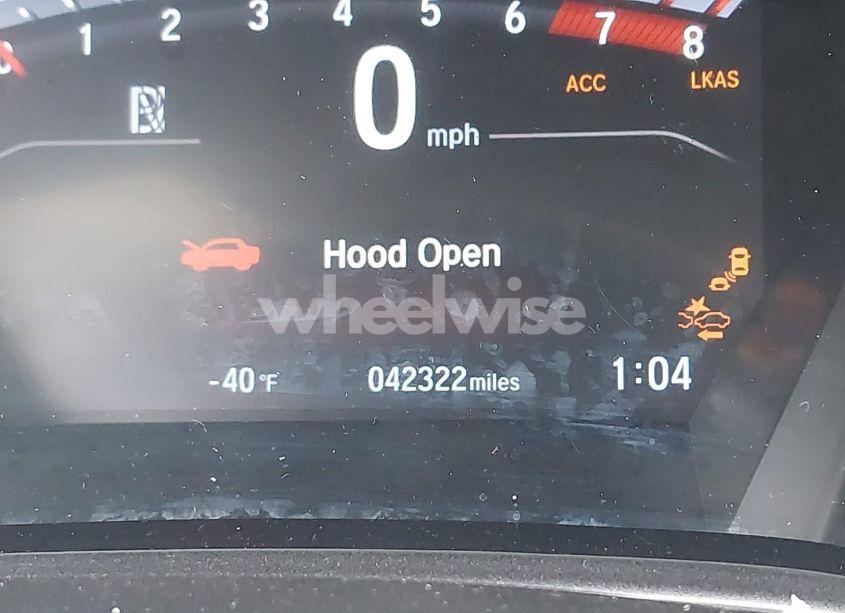 1 2 3 4 5 6 7 8
0 mph
ACC LKAS
Hood Open
wheelwise
-40°F 042322 miles 1:04